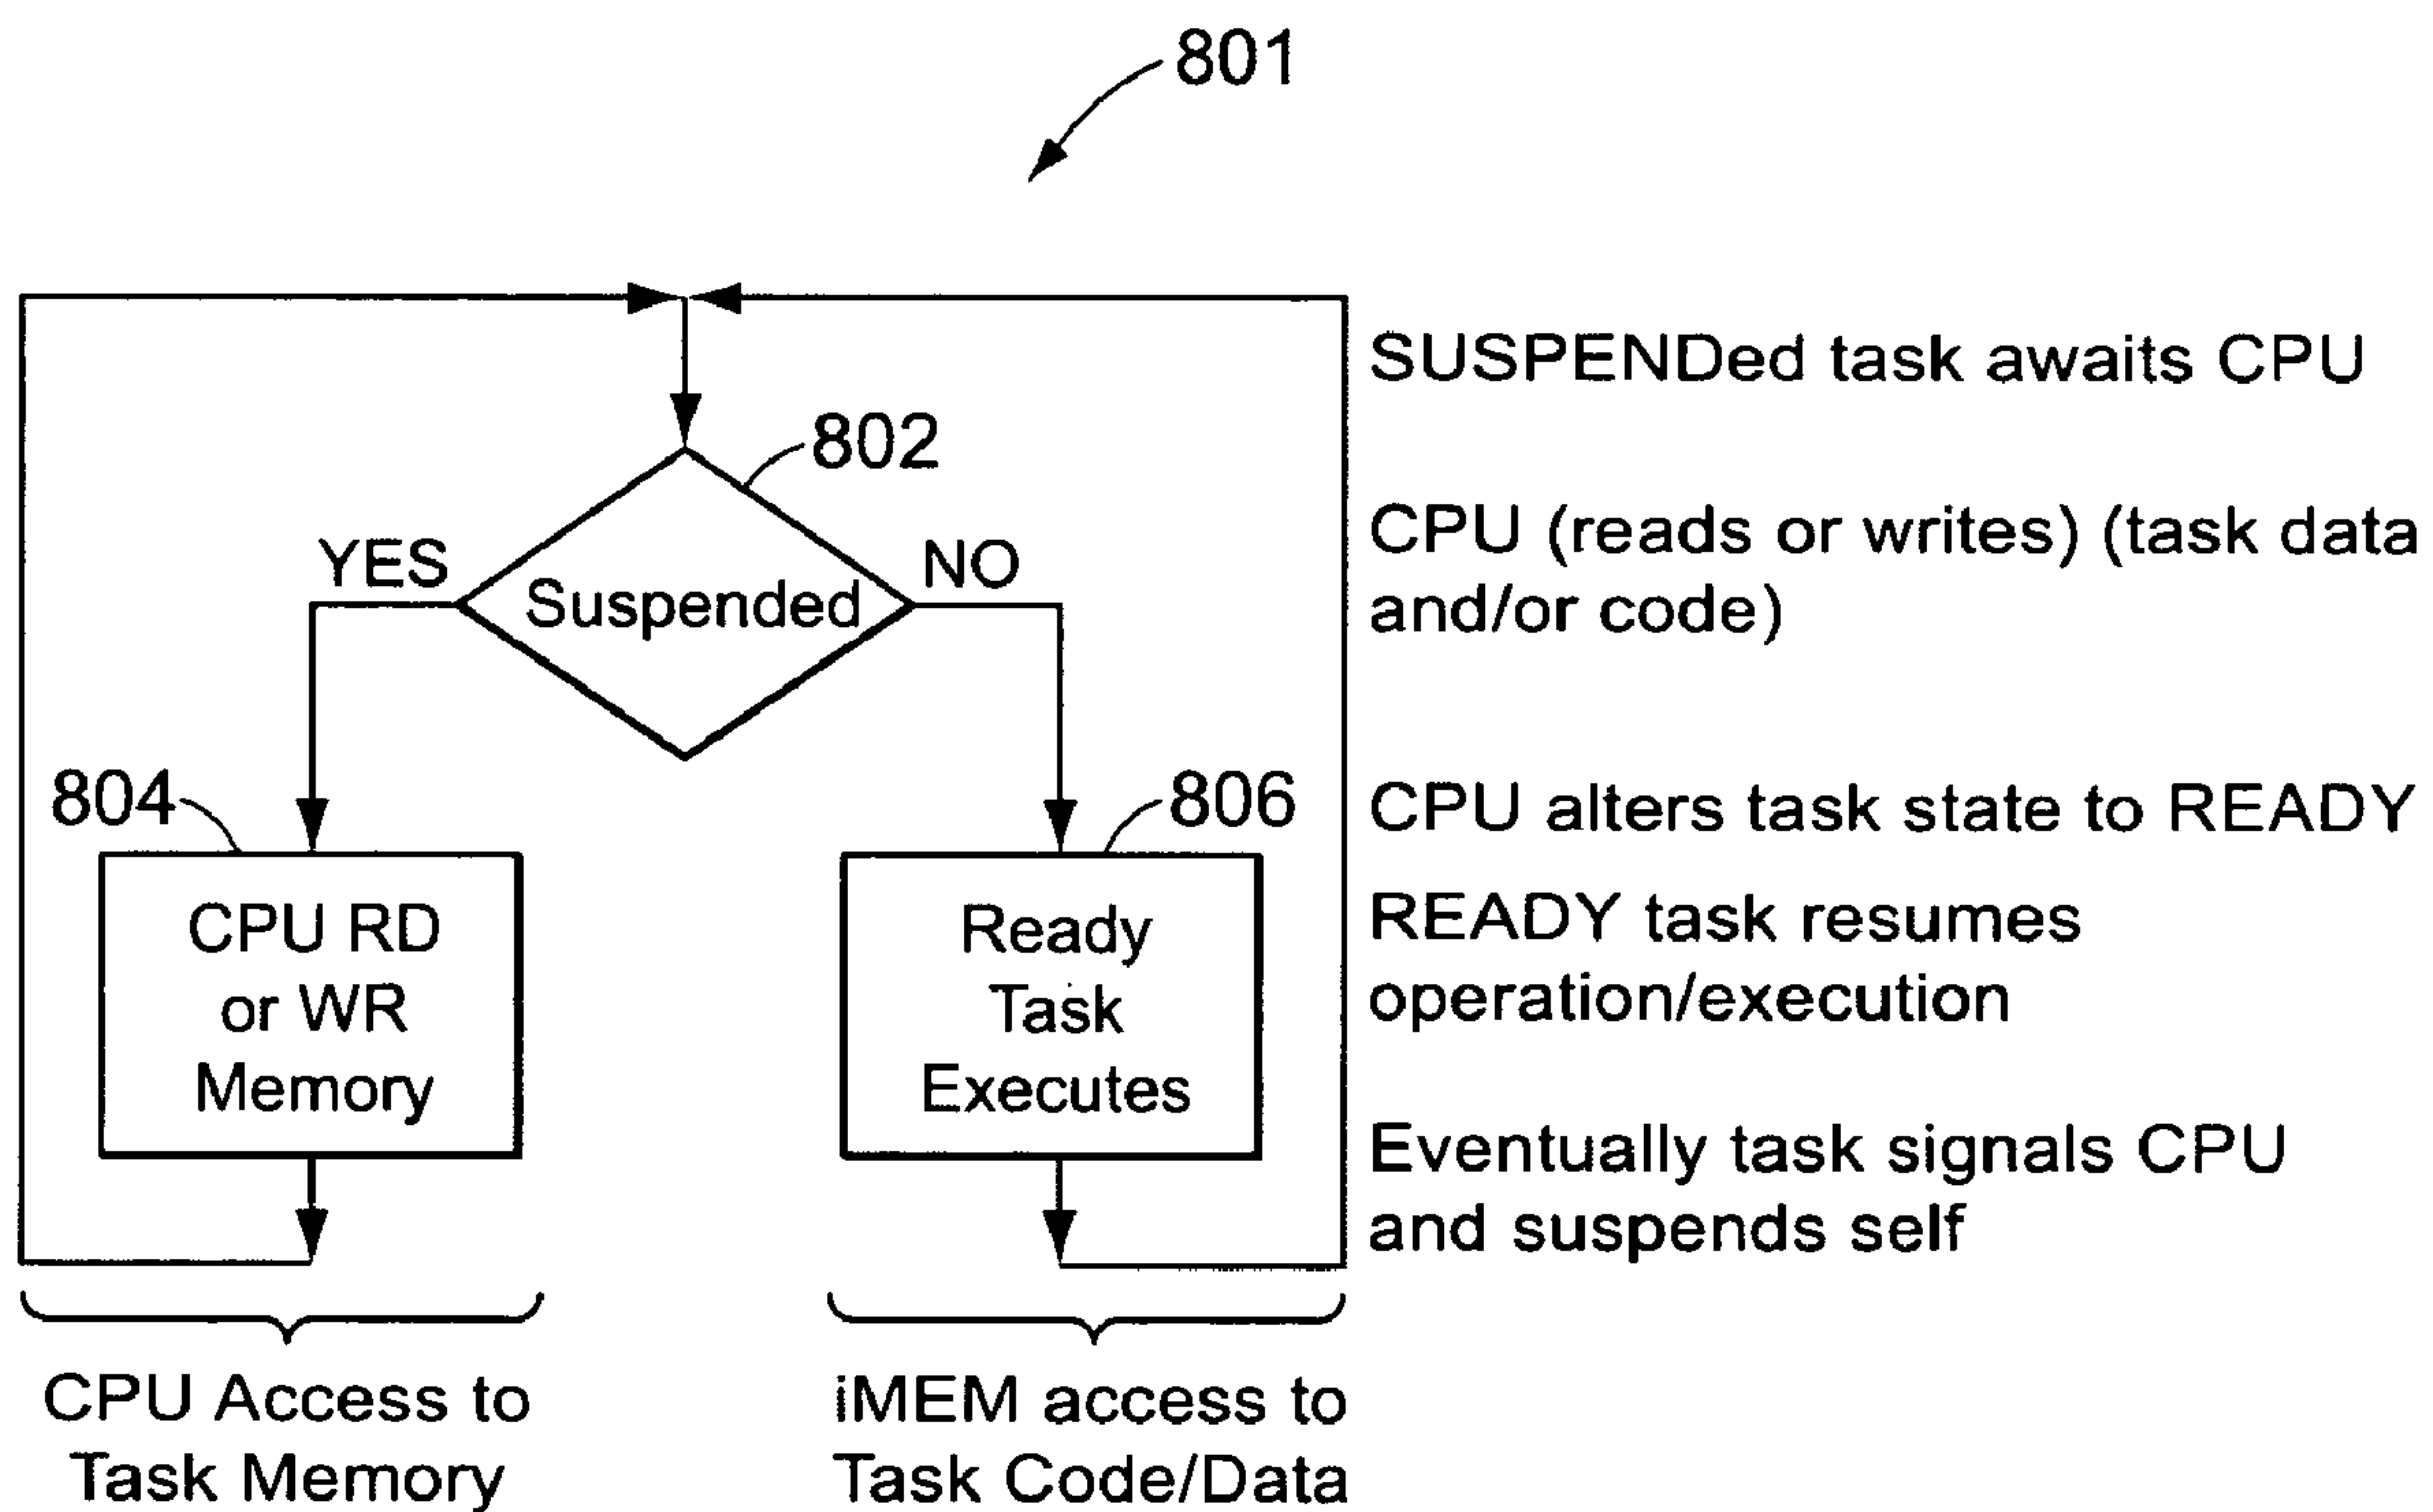 801
SUSPENDed task awaits CPU
802
CPU (reads or writes) (task data
and/or code)
YES
NO
Suspended
804
806
CPU alters task state to READY
CPU RD
or WR
Memory
Ready
Task
Executes
READY task resumes
operation/execution
Eventually task signals CPU
and suspends self
CPU Access to
Task Memory
iMEM access to
Task Code/Data